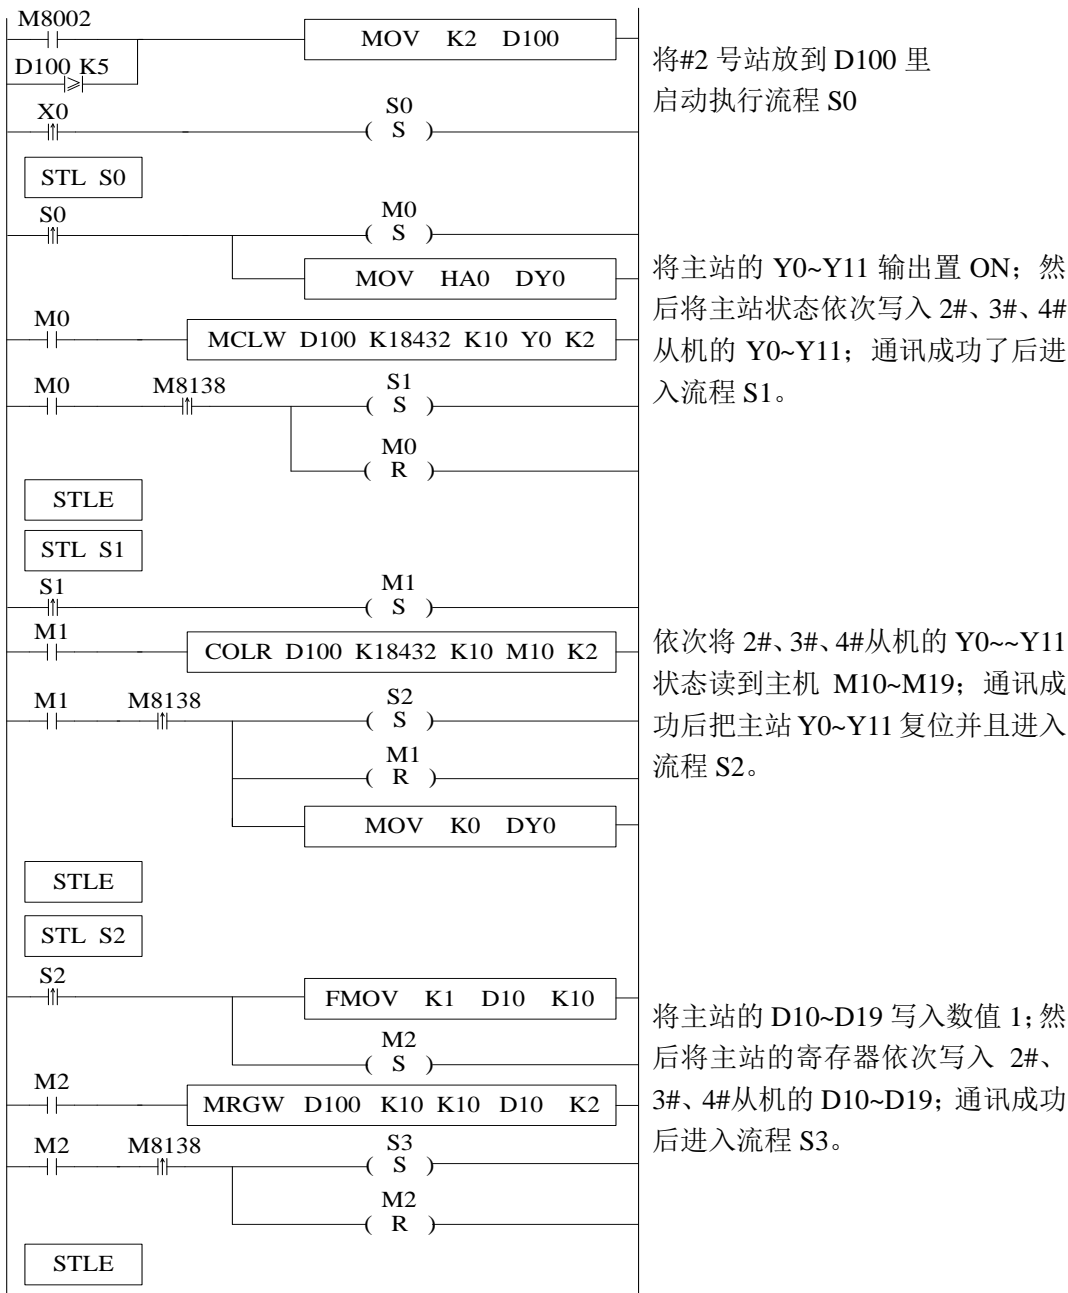 M8002
MOV K2 D100
D100 K5
≥
将#2 号站放到 D100 里
启动执行流程 S0
X0
S0
( S )
STL S0
S0
M0
( S )
MOV HA0 DY0
将主站的 Y0~Y11 输出置 ON；然
后将主站状态依次写入 2#、3#、4#
从机的 Y0~Y11；通讯成功了后进
入流程 S1。
M0
MCLW D100 K18432 K10 Y0 K2
M0
M8138
S1
( S )
M0
( R )
STLE
STL S1
S1
M1
( S )
M1
COLR D100 K18432 K10 M10 K2
依次将 2#、3#、4#从机的 Y0~~Y11
状态读到主机 M10~M19；通讯成
功后把主站 Y0~Y11 复位并且进入
流程 S2。
M1
M8138
S2
( S )
M1
( R )
MOV K0 DY0
STLE
STL S2
S2
FMOV K1 D10 K10
M2
( S )
将主站的 D10~D19 写入数值 1；然
后将主站的寄存器依次写入 2#、
3#、4#从机的 D10~D19；通讯成功
后进入流程 S3。
M2
MRGW D100 K10 K10 D10 K2
M2
M8138
S3
( S )
M2
( R )
STLE